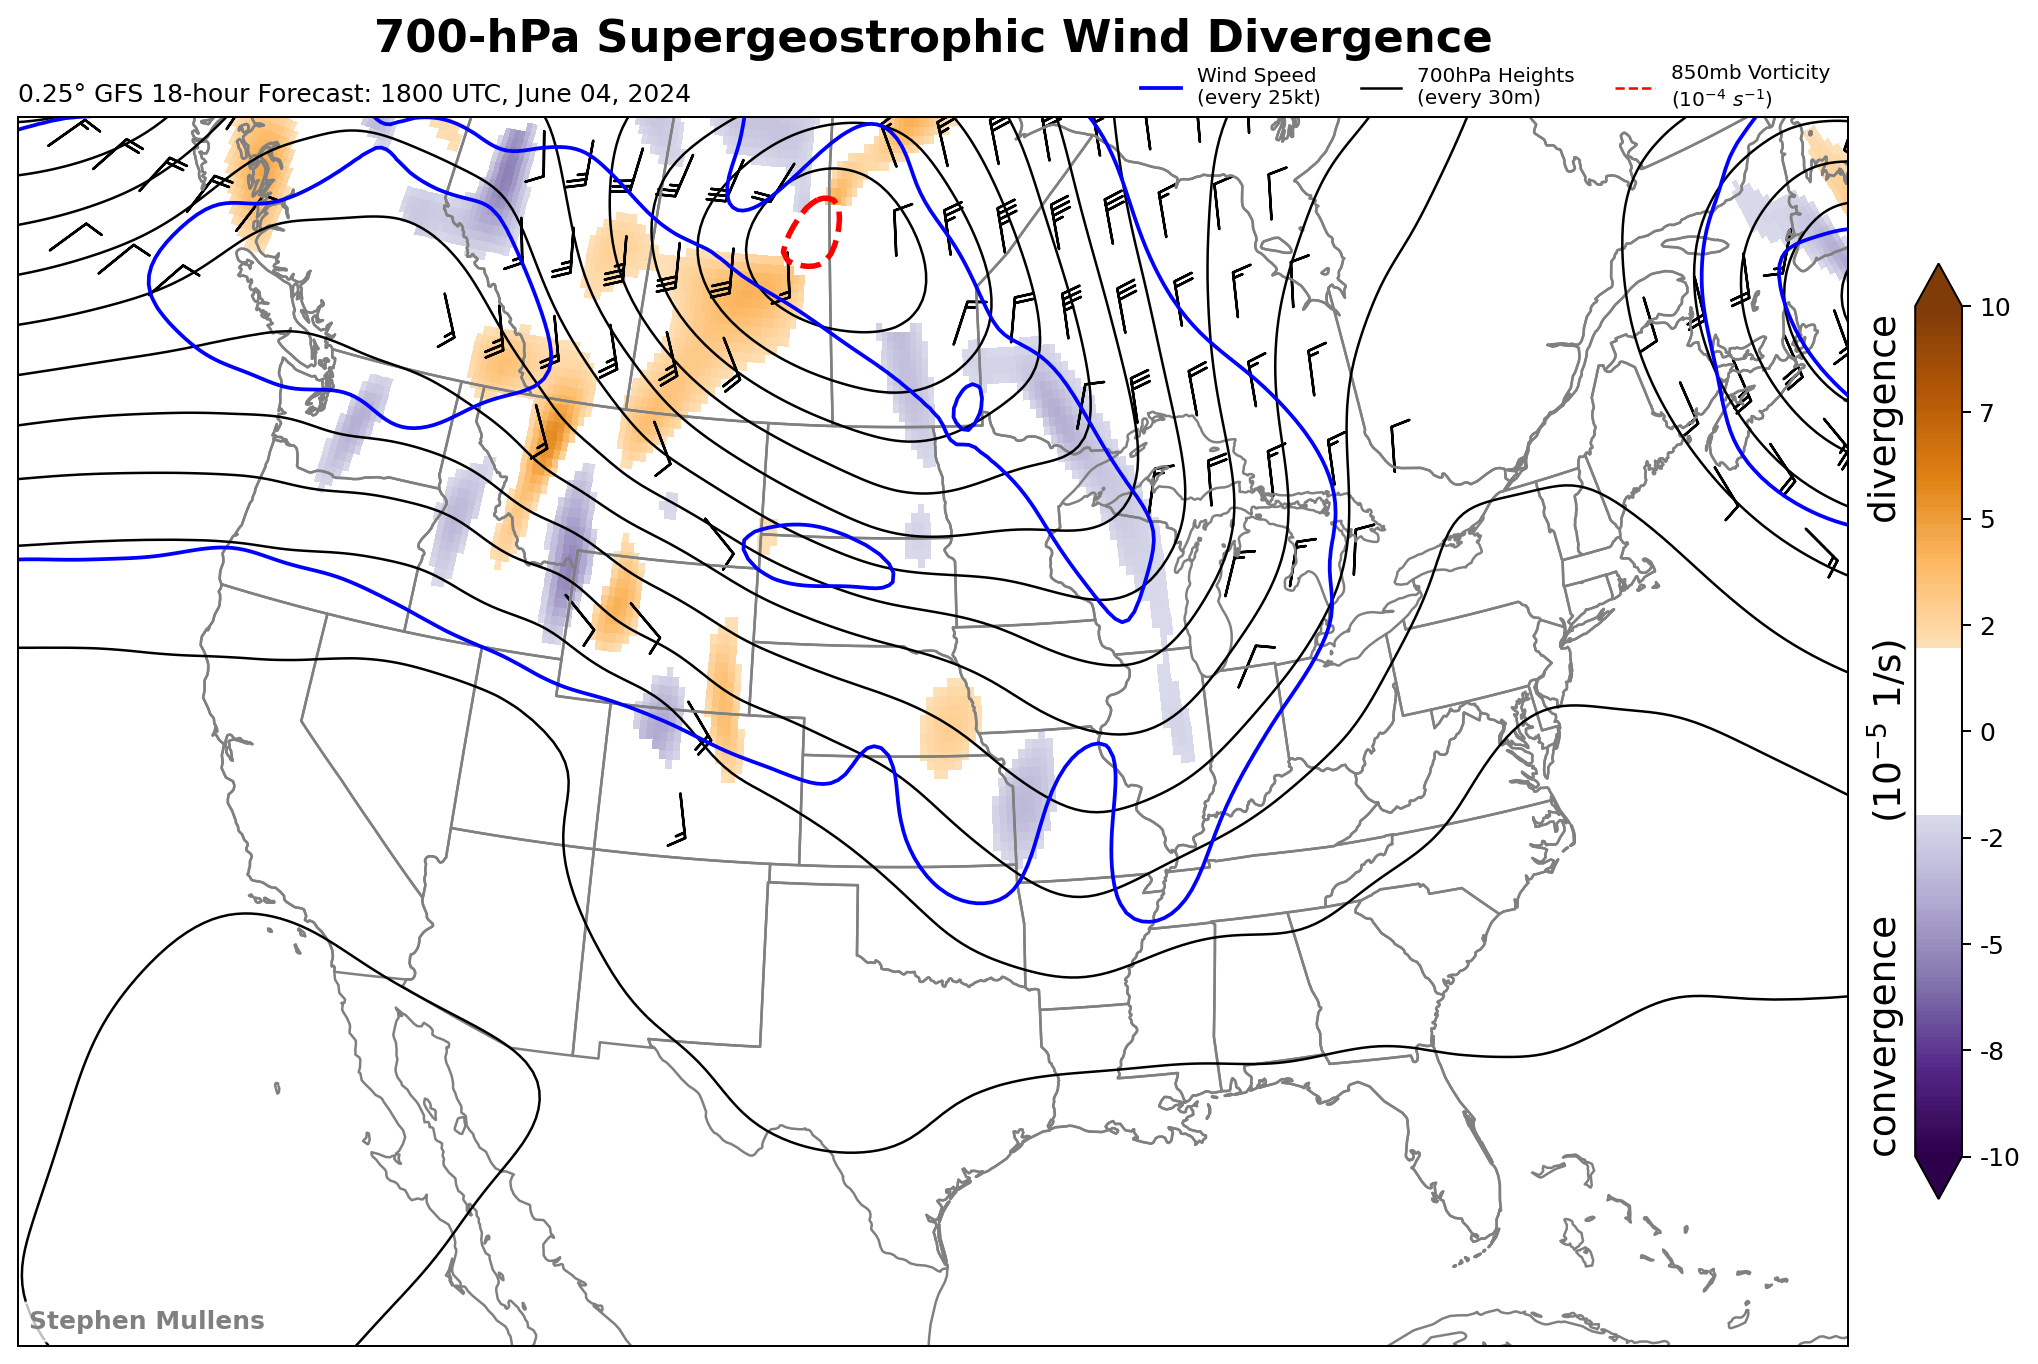 700-hPa Supergeostrophic Wind Divergence
0.25° GFS 18-hour Forecast: 1800 UTC, June 04, 2024
Wind Speed
(every 25kt)
700hPa Heights
(every 30m)
850mb Vorticity
(10⁻⁴ s⁻¹)
10
7
5
2
0
-2
-5
-8
-10
convergence (10⁻⁵ 1/s) divergence
Stephen Mullens